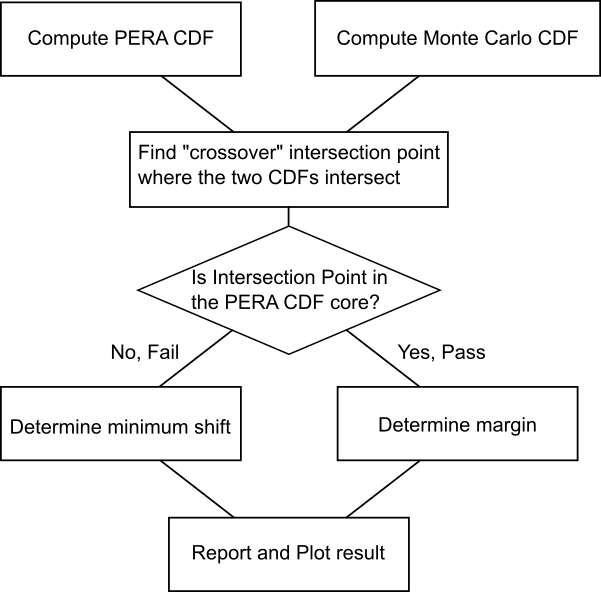 Compute PERA CDF
Compute Monte Carlo CDF
Find "crossover" intersection point
where the two CDFs intersect
Is Intersection Point in
the PERA CDF core?
No, Fail
Yes, Pass
Determine minimum shift
Determine margin
Report and Plot result